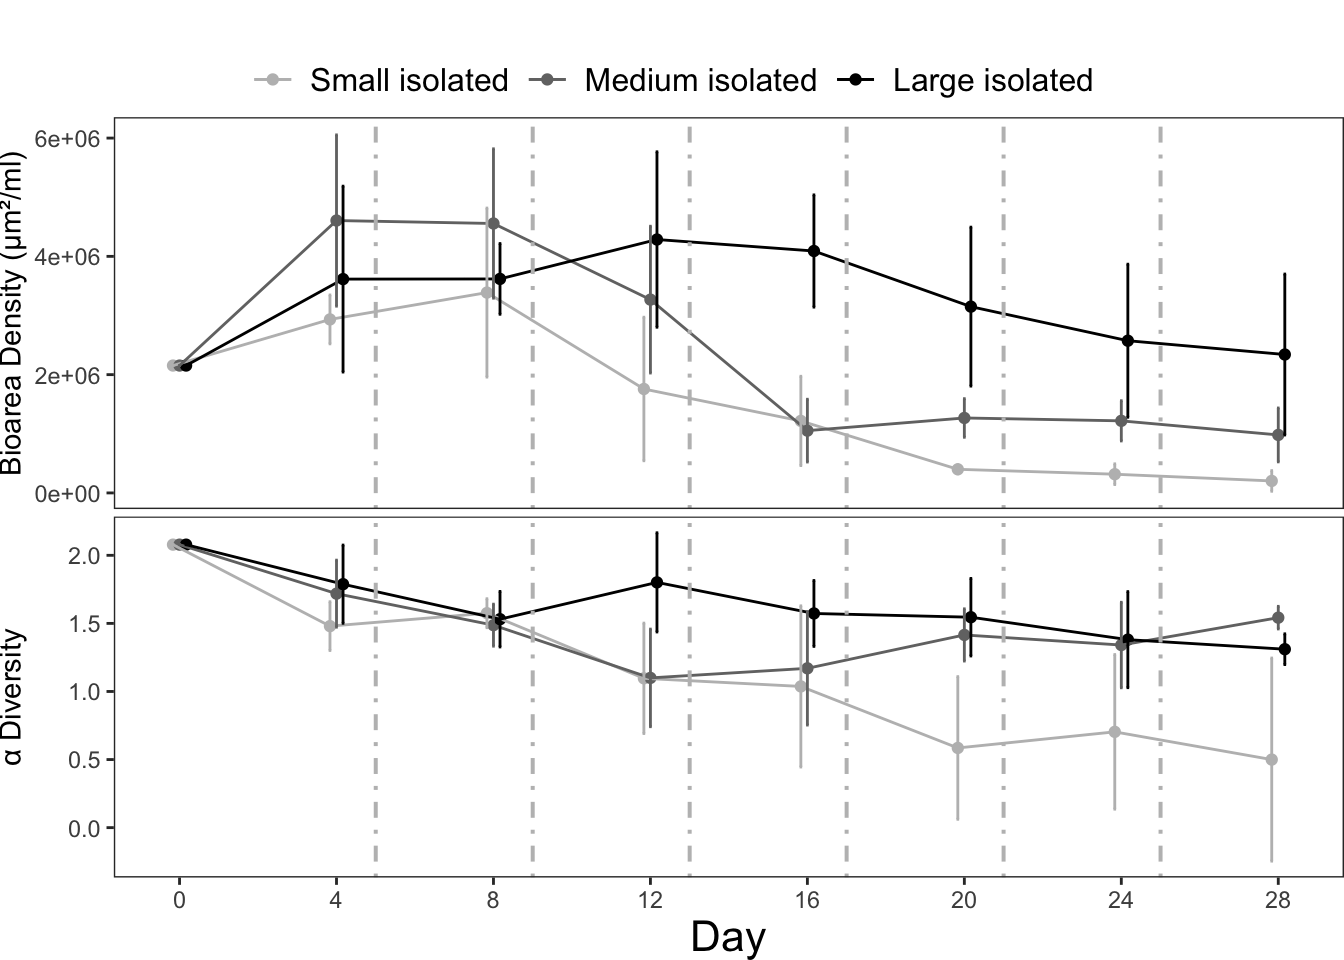 Small isolated Medium isolated Large isolated
Bioarea Density (μm²/ml)
6e+06
4e+06
2e+06
0e+00
α Diversity
2.0
1.5
1.0
0.5
0.0
0 4 8 12 16 20 24 28
Day